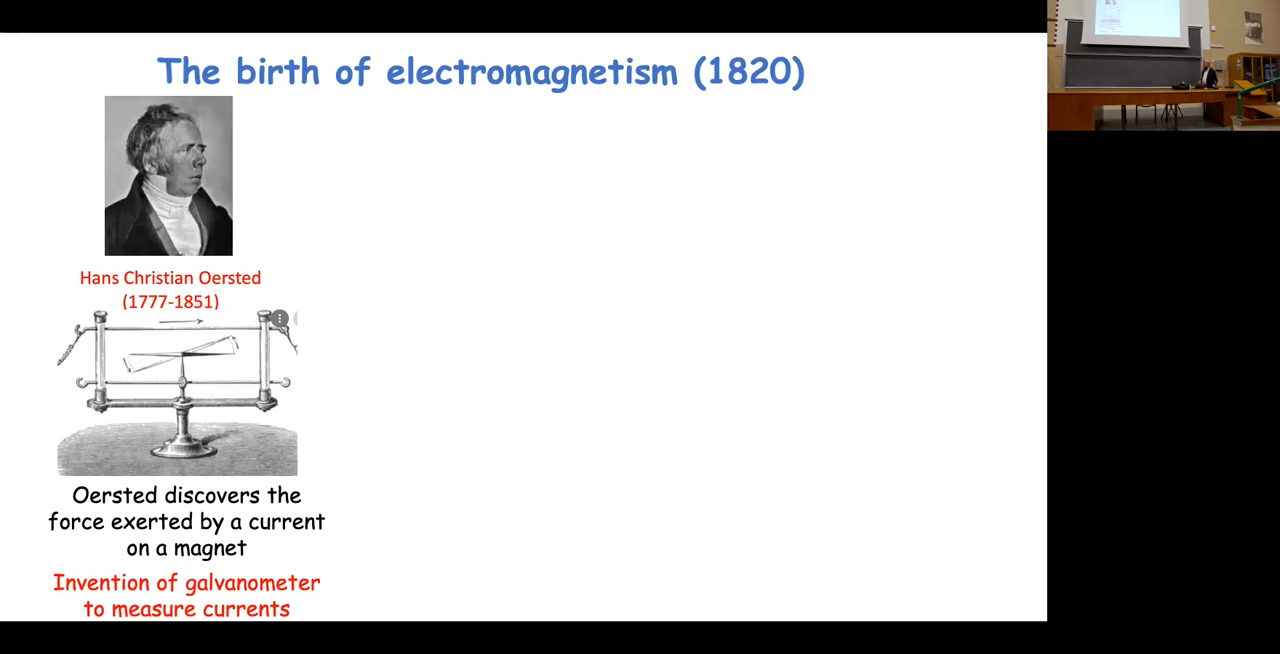 The birth of electromagnetism (1820)
Hans Christian Oersted
(1777-1851)
Oersted discovers the
force exerted by a current
on a magnet
Invention of galvanometer
to measure currents